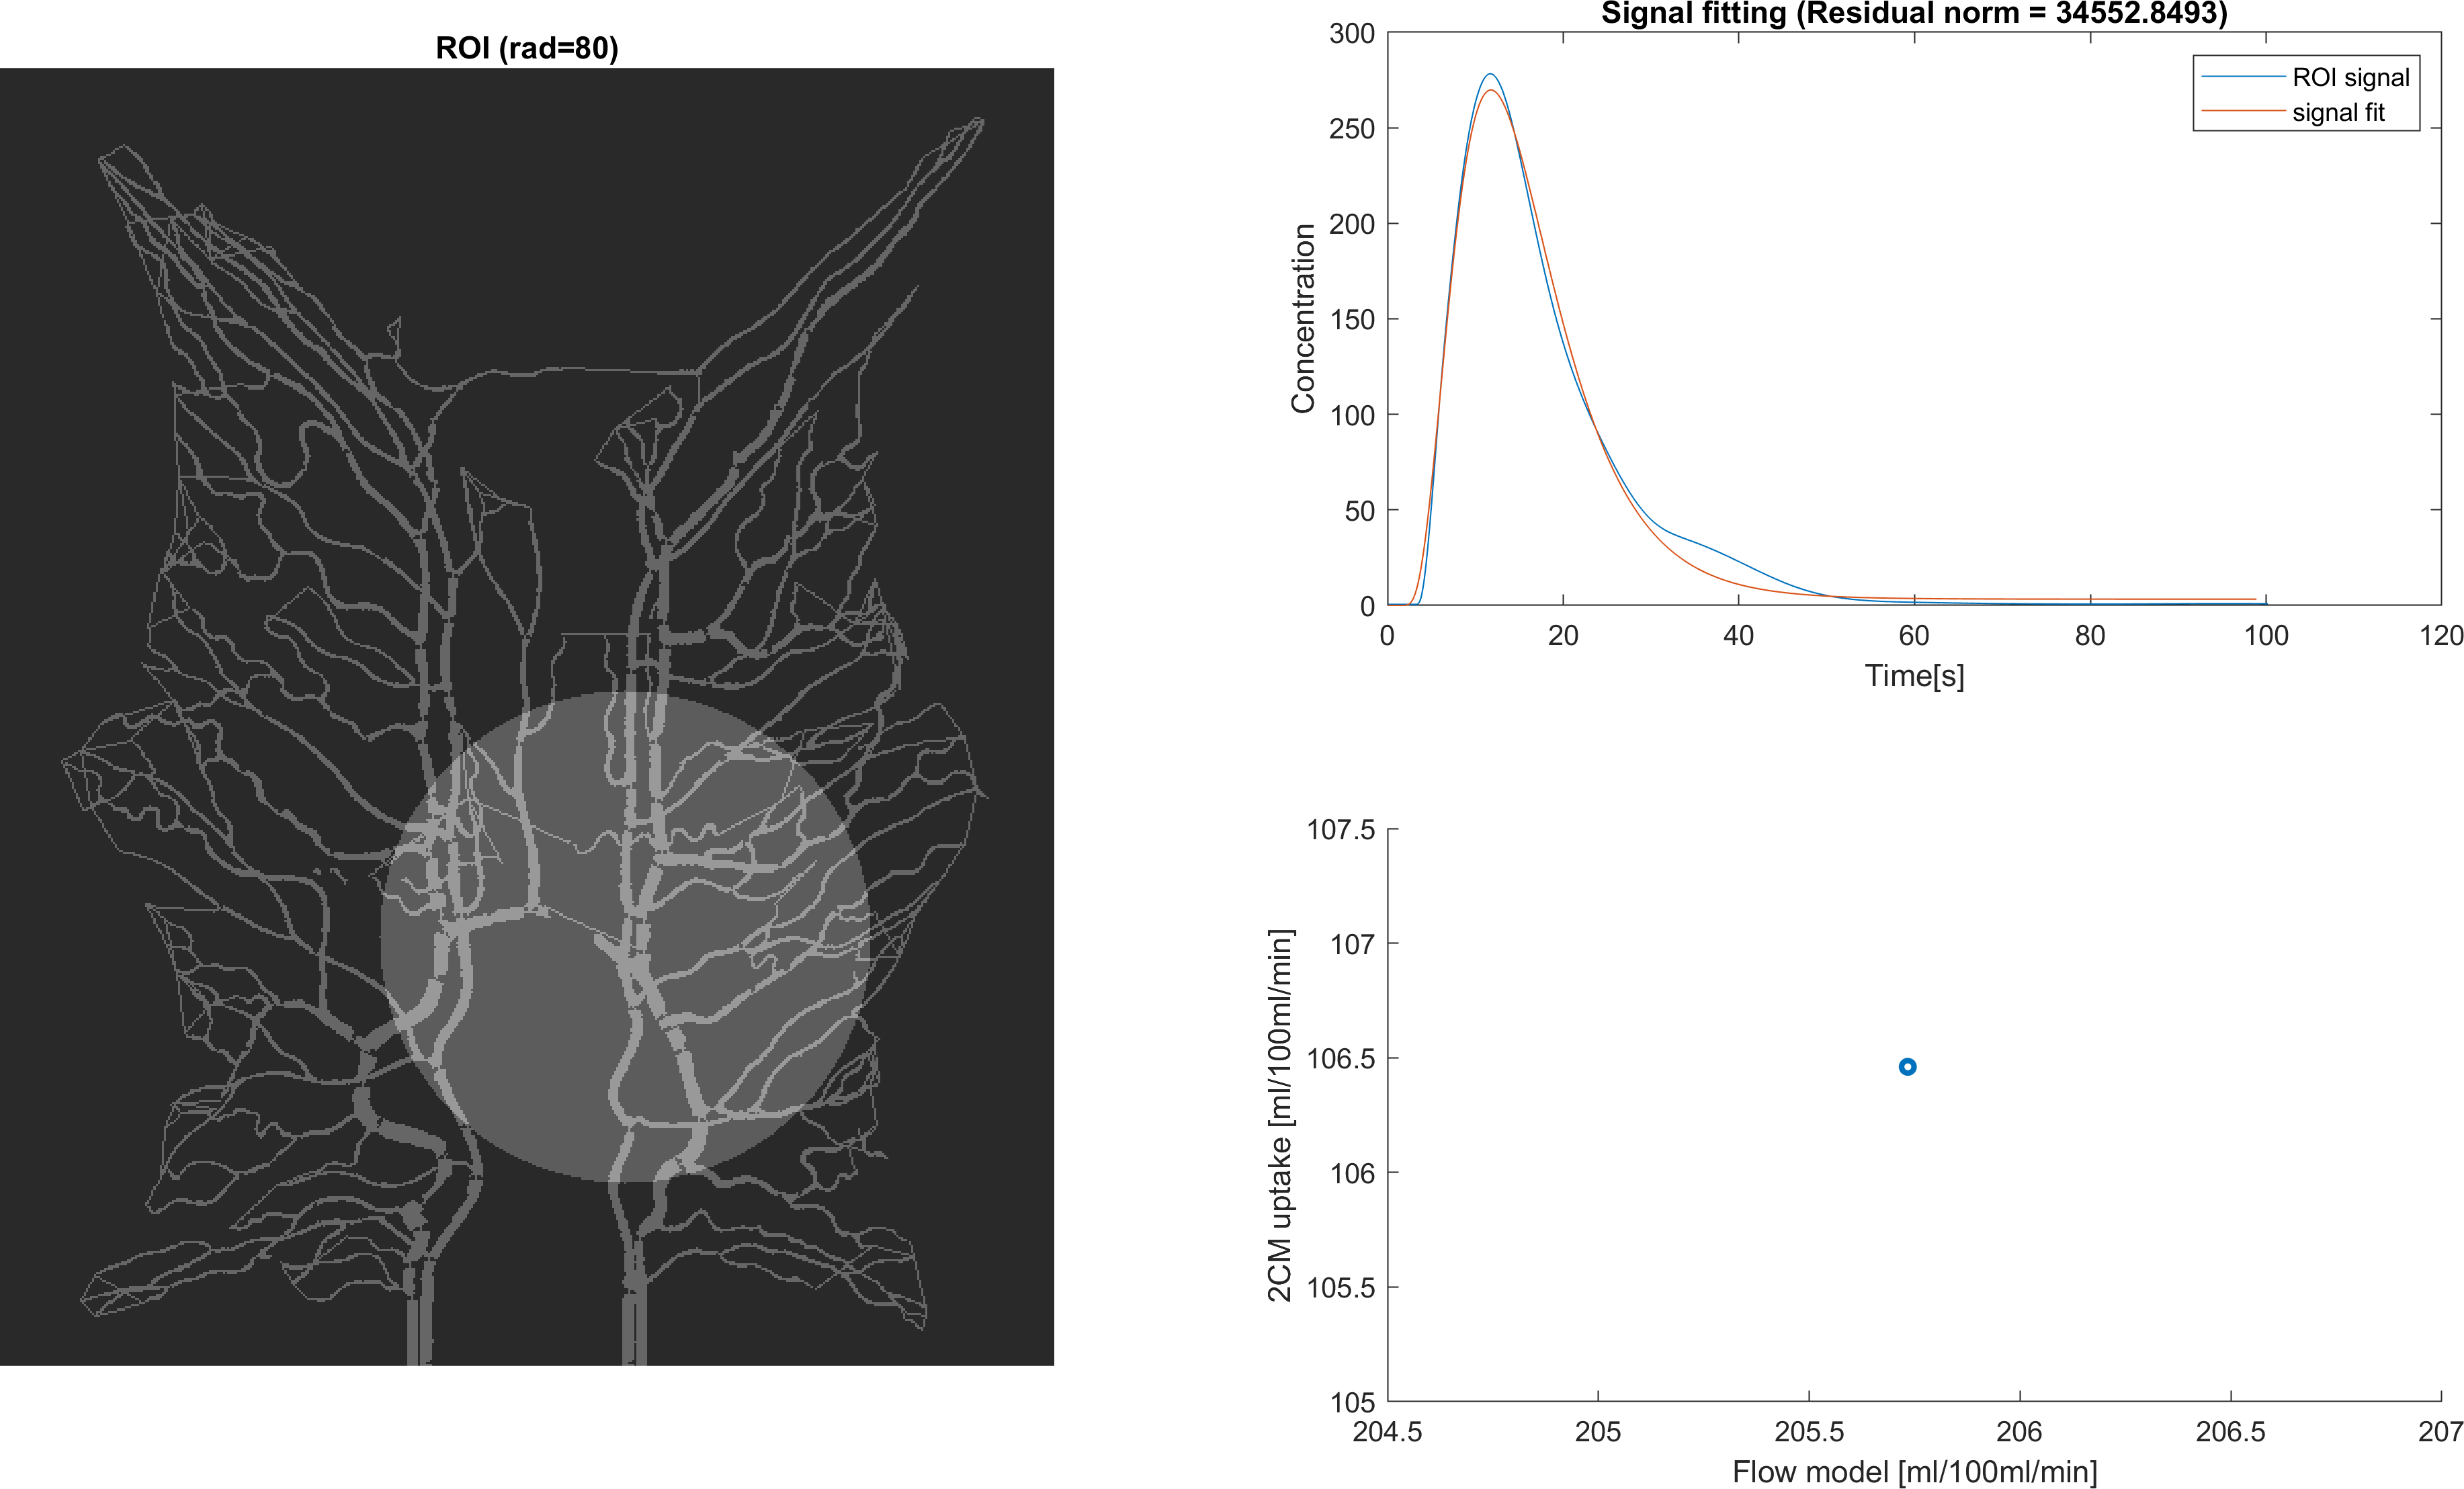 ROI (rad=80)
Signal fitting (Residual norm = 34552.8493)
300
250
200
150
100
50
0
Concentration
ROI signal
signal fit
0 20 40 60 80 100 120
Time[s]
107.5
107
106.5
106
105.5
105
2CM uptake [ml/100ml/min]
204.5 205 205.5 206 206.5 207
Flow model [ml/100ml/min]